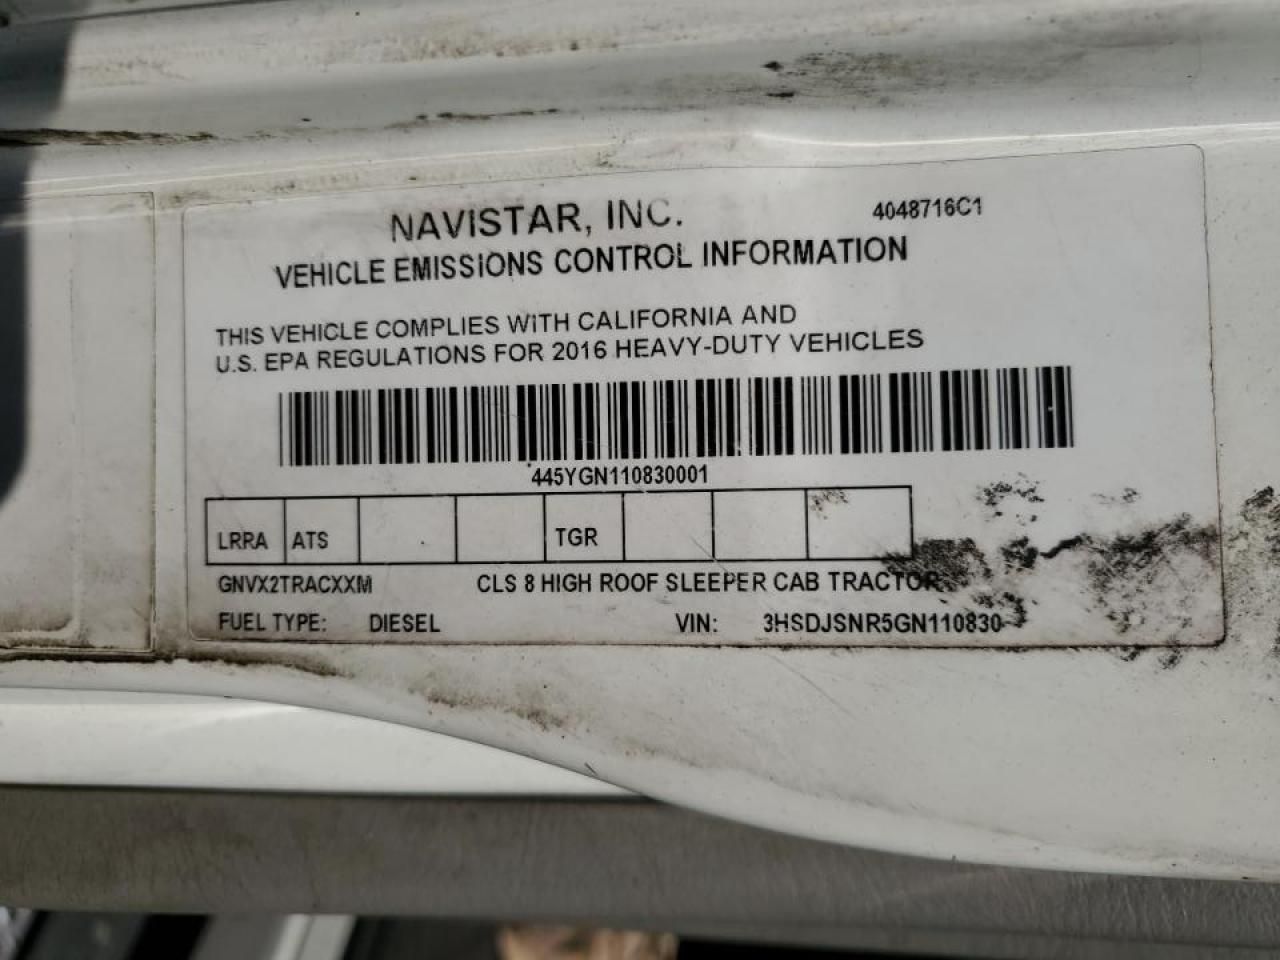 NAVISTAR, INC.
4048716C1
VEHICLE EMISSIONS CONTROL INFORMATION
THIS VEHICLE COMPLIES WITH CALIFORNIA AND
U.S. EPA REGULATIONS FOR 2016 HEAVY-DUTY VEHICLES
445YGN110830001
LRRA ATS TGR
GNVX2TRACXXM CLS 8 HIGH ROOF SLEEPER CAB TRACTOR
FUEL TYPE: DIESEL VIN: 3HSDJSNR5GN110830